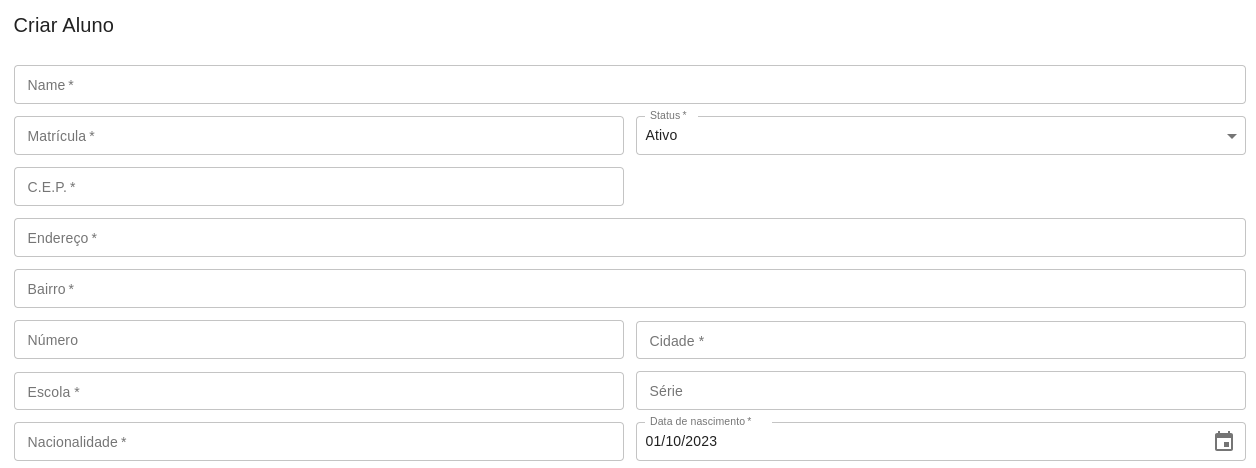 Criar Aluno
Name *
Matrícula *
Status *
Ativo
C.E.P. *
Endereço *
Bairro *
Número
Cidade *
Escola *
Série
Nacionalidade *
Data de nascimento *
01/10/2023